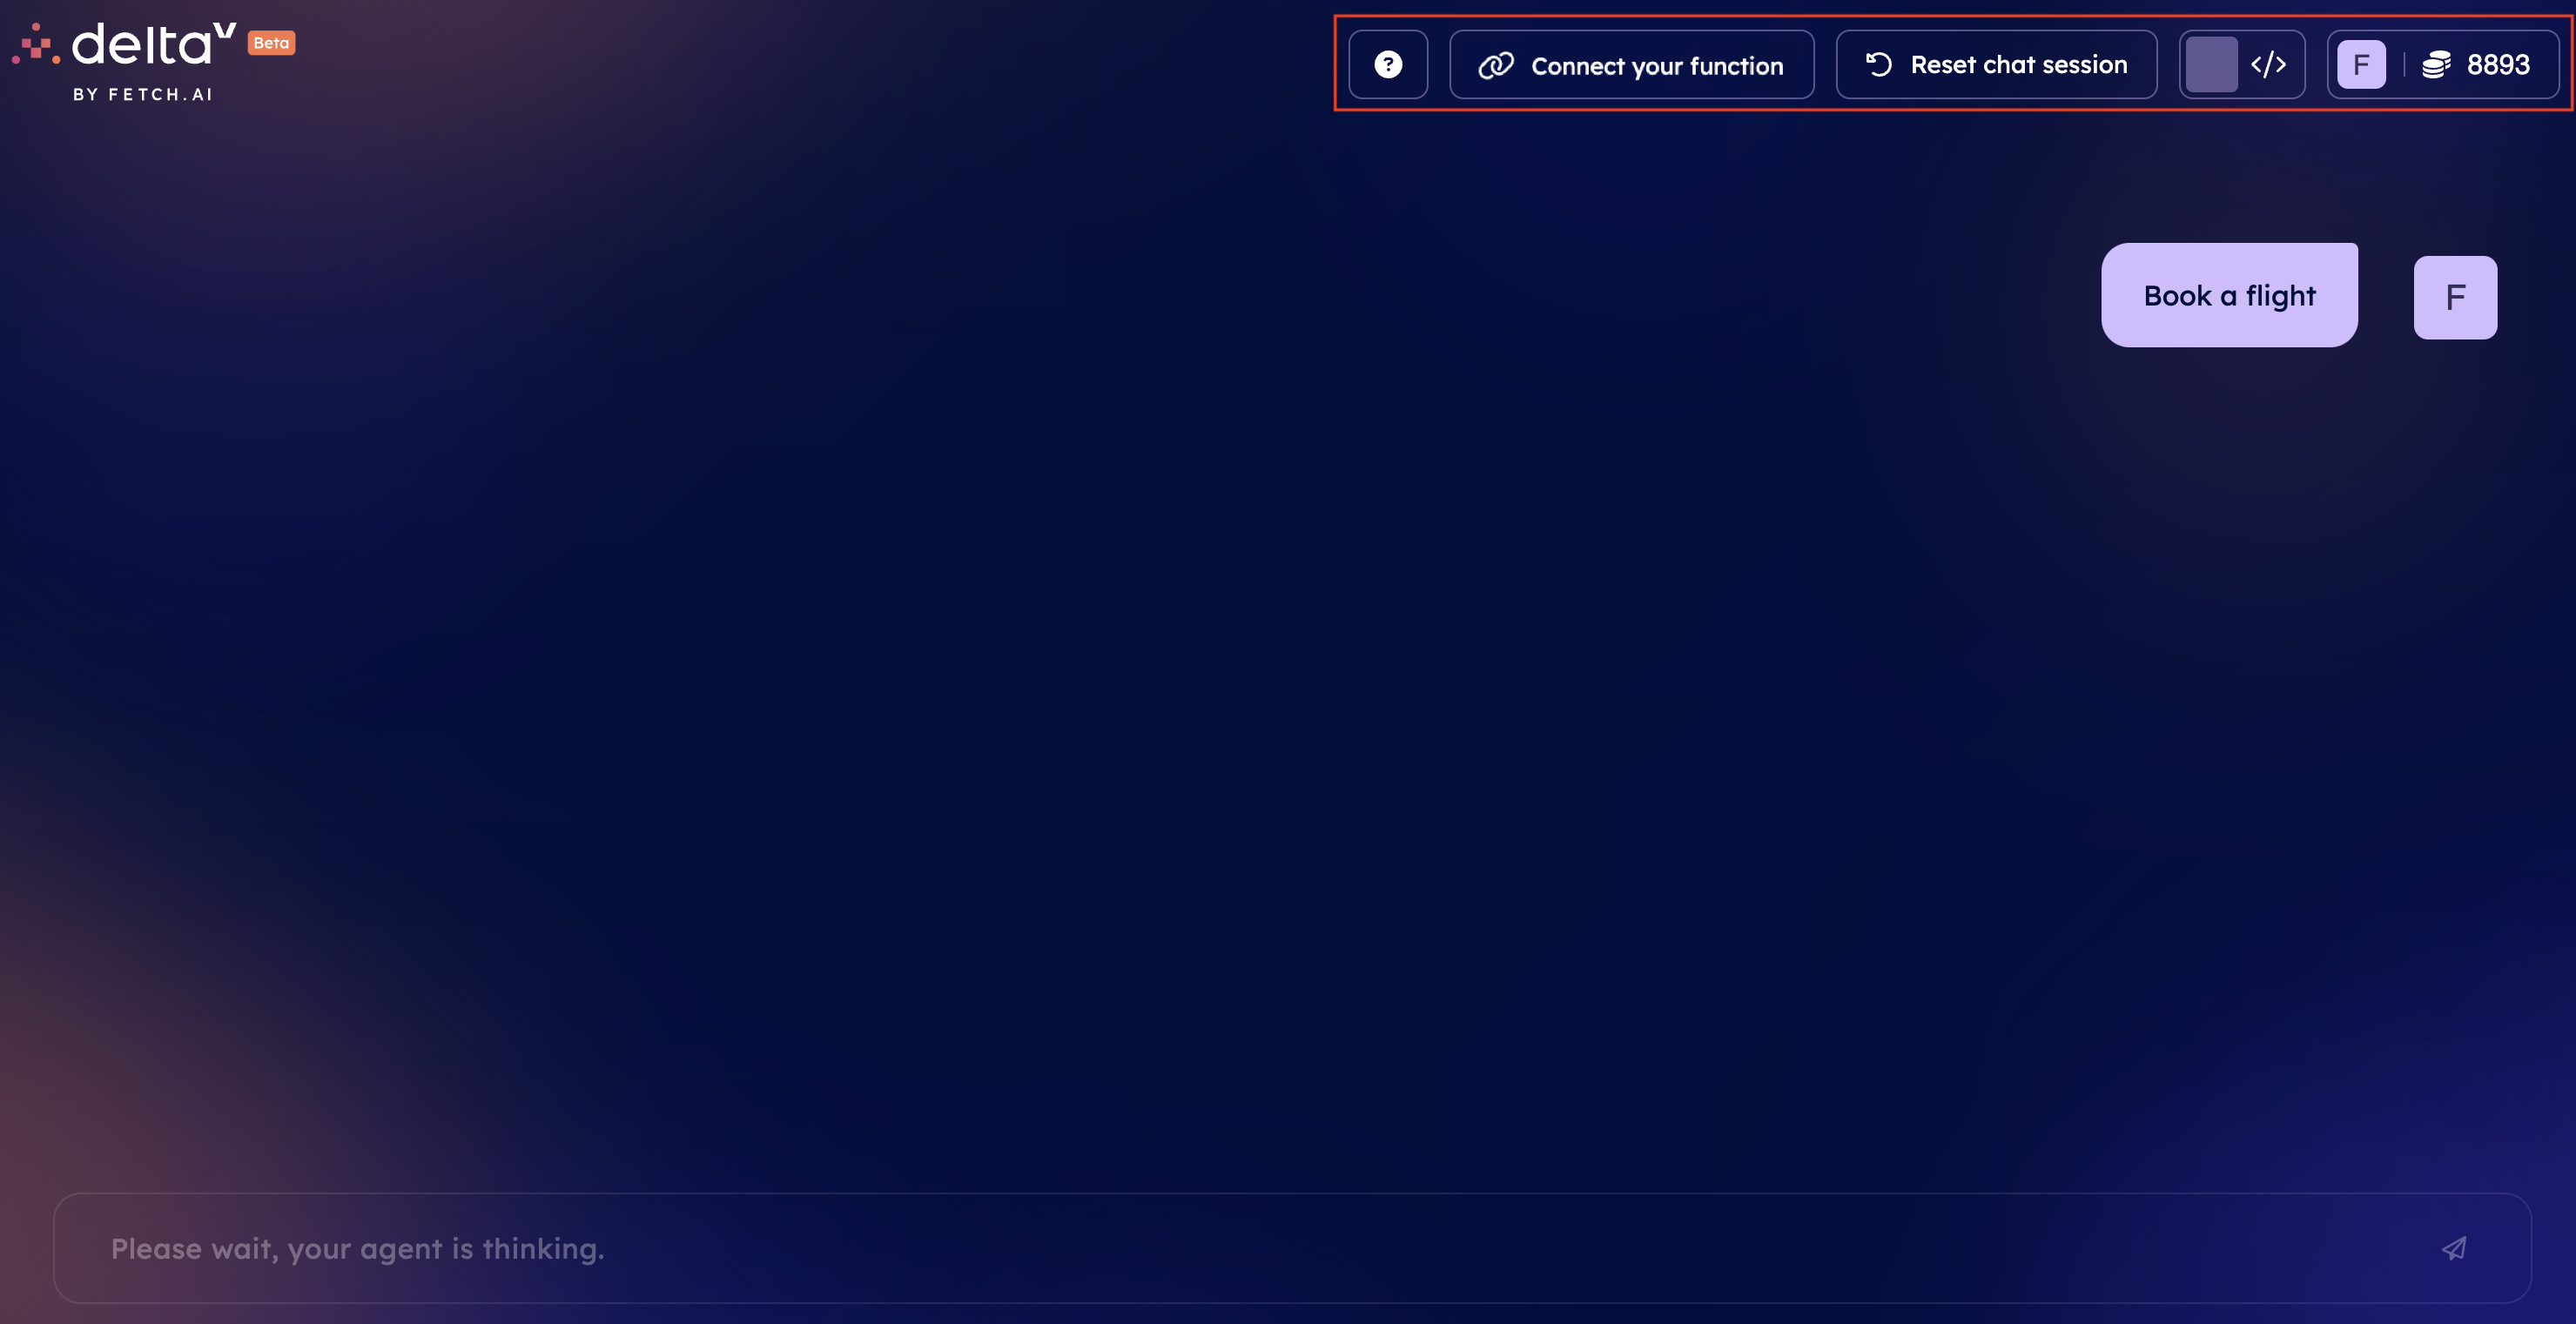 deltaV Beta
BY FETCH.AI
? Connect your function Reset chat session </> F 8893
Book a flight F
Please wait, your agent is thinking.